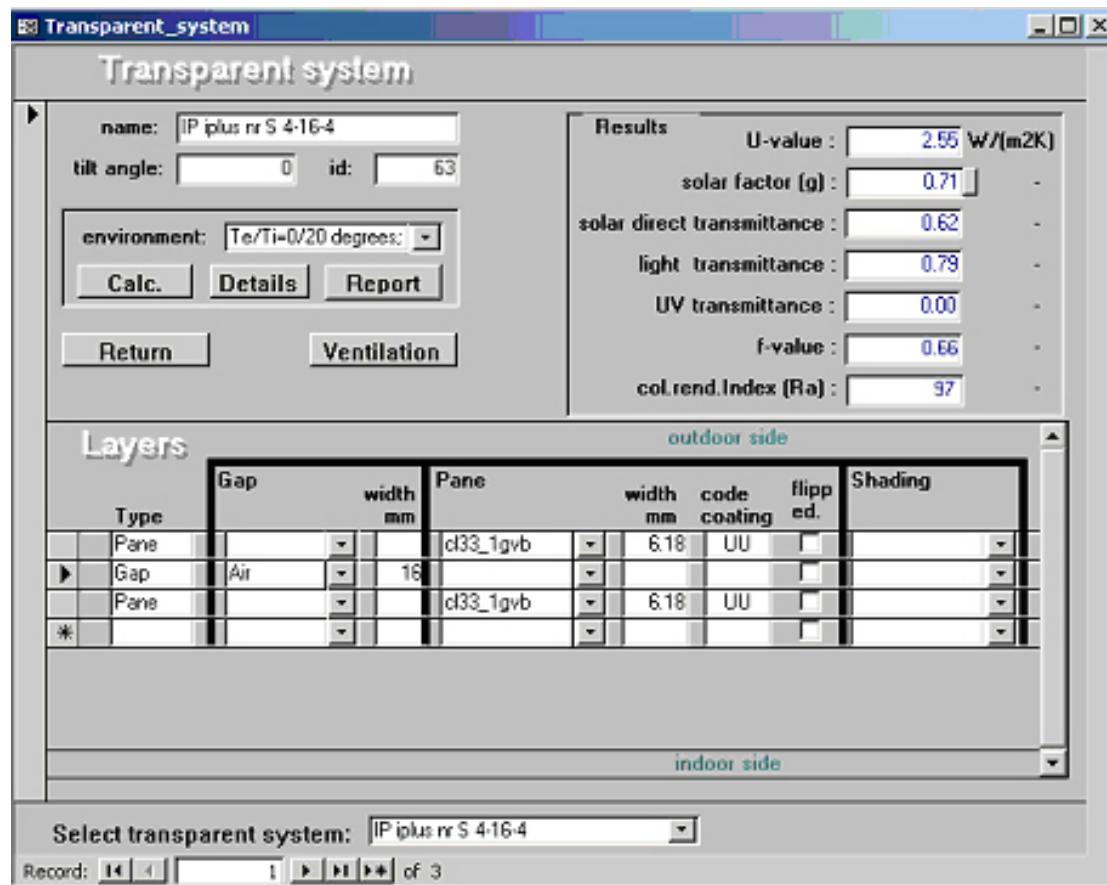 Transparent_system
Transparent system
name: IP iplus nr S 4-16-4
tilt angle: 0 id: 63
environment: Te/Ti=0/20 degrees;
Calc. Details Report
Return Ventilation
Results
U-value : 2.55 W/(m2K)
solar factor (g) : 0.71 -
solar direct transmittance : 0.62 -
light transmittance : 0.79 -
UV transmittance : 0.00 -
f-value : 0.66 -
col.rend.Index (Ra) : 97 -
Layers
outdoor side
Type Gap width mm Pane width mm code coating flipp ed. Shading
Pane cl33_1gvb 6.18 UU
Gap Air 16
Pane cl33_1gvb 6.18 UU
indoor side
Select transparent system: IP iplus nr S 4-16-4
Record: 1 of 3